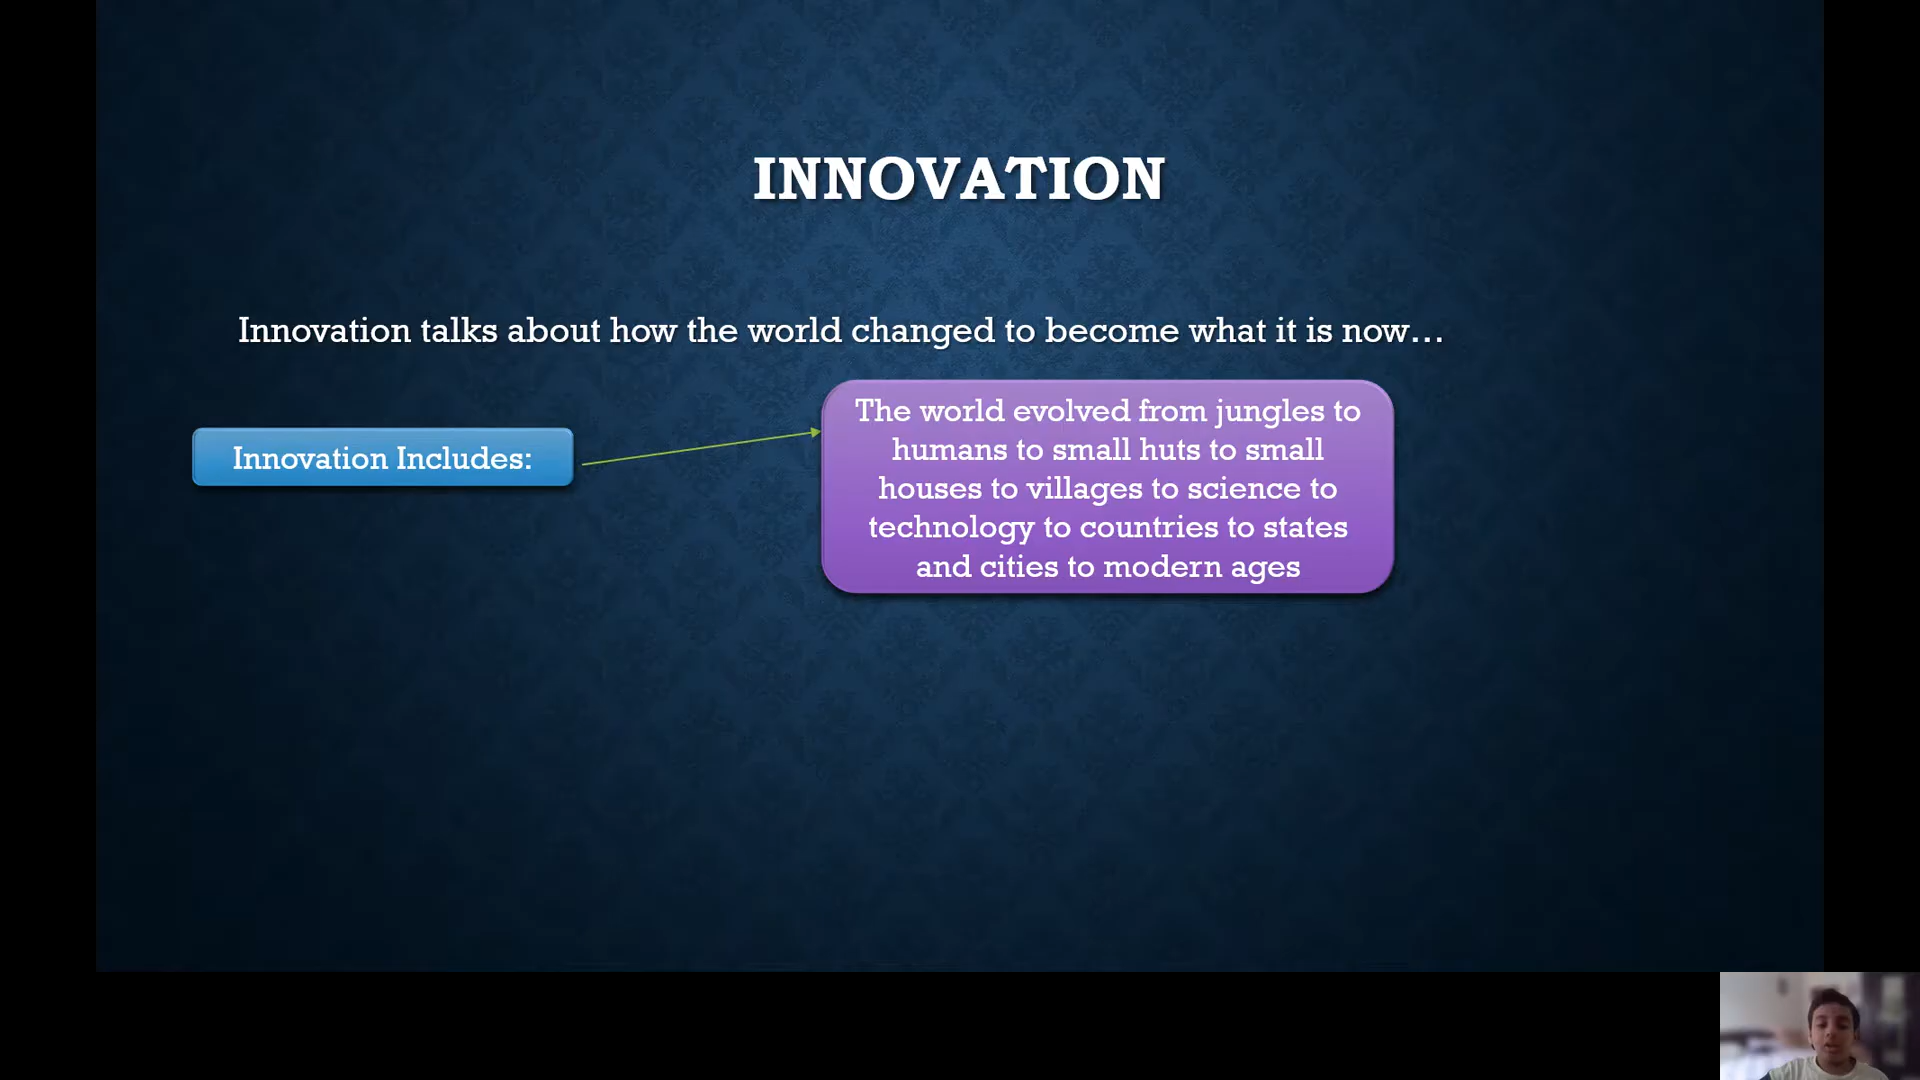 INNOVATION
Innovation talks about how the world changed to become what it is now…
Innovation Includes:
The world evolved from jungles to
humans to small huts to small
houses to villages to science to
technology to countries to states
and cities to modern ages